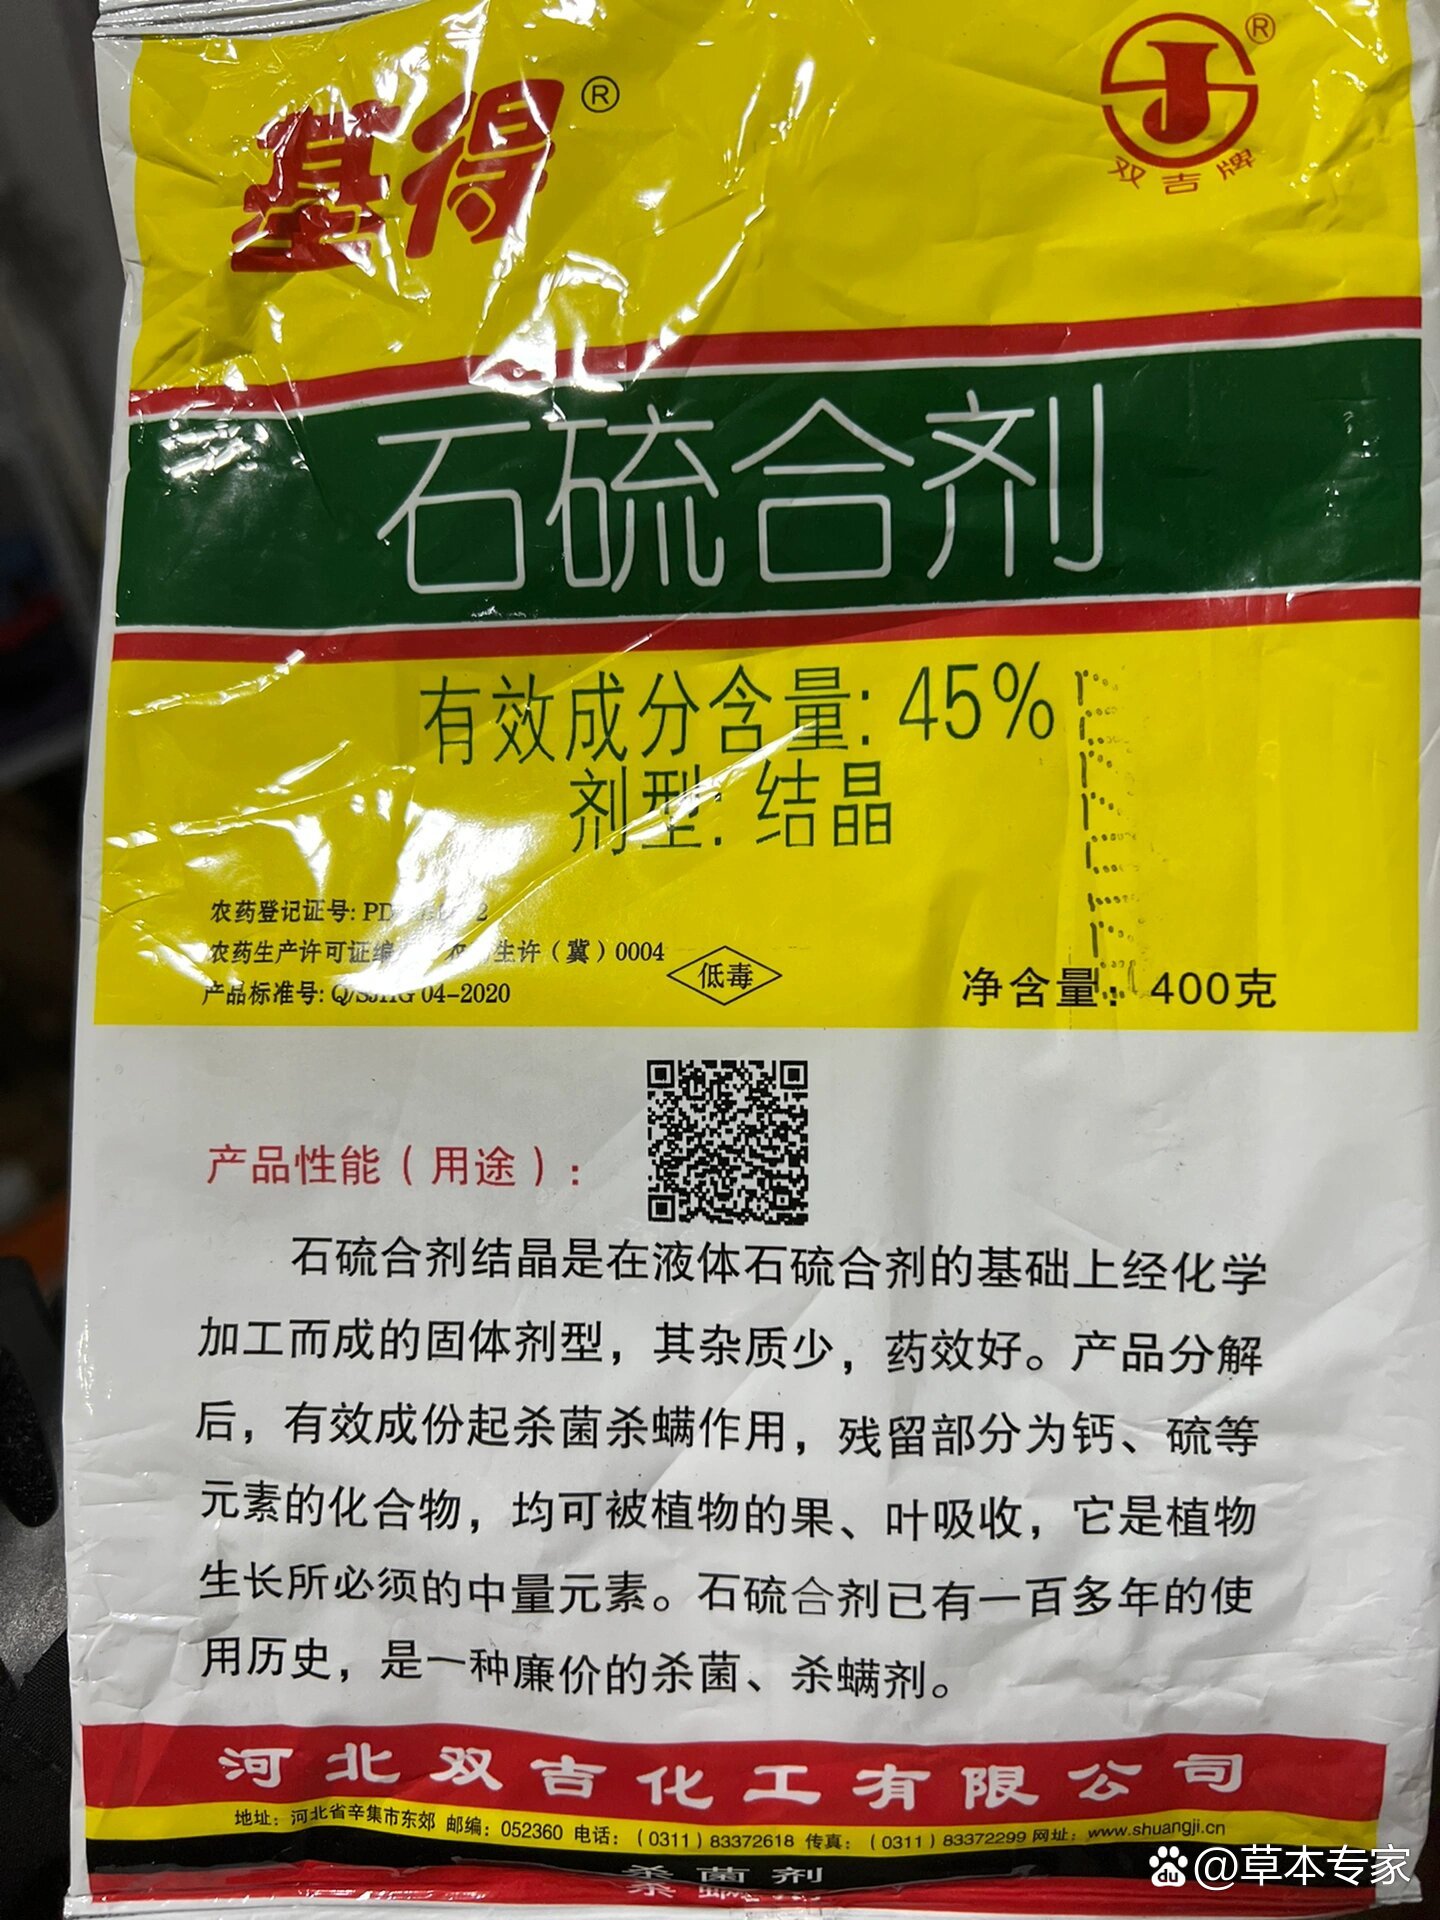 基得®
®
双吉牌
石硫合剂
有效成分含量: 45%
剂型: 结晶
农药登记证号: PD
农药生产许可证编 生许（冀）0004
产品标准号: Q/SJHG 04-2020
低毒
净含量: 400克
产品性能（用途）:
石硫合剂结晶是在液体石硫合剂的基础上经化学
加工而成的固体剂型，其杂质少，药效好。产品分解
后，有效成份起杀菌杀螨作用，残留部分为钙、硫等
元素的化合物，均可被植物的果、叶吸收，它是植物
生长所必须的中量元素。石硫合剂已有一百多年的使
用历史，是一种廉价的杀菌、杀螨剂。
河北双吉化工有限公司
地址: 河北省辛集市东郊 邮编: 052360 电话:（0311）83372618 传真:（0311）83372299 网址: www.shuangji.cn
杀菌剂
du @草本专家